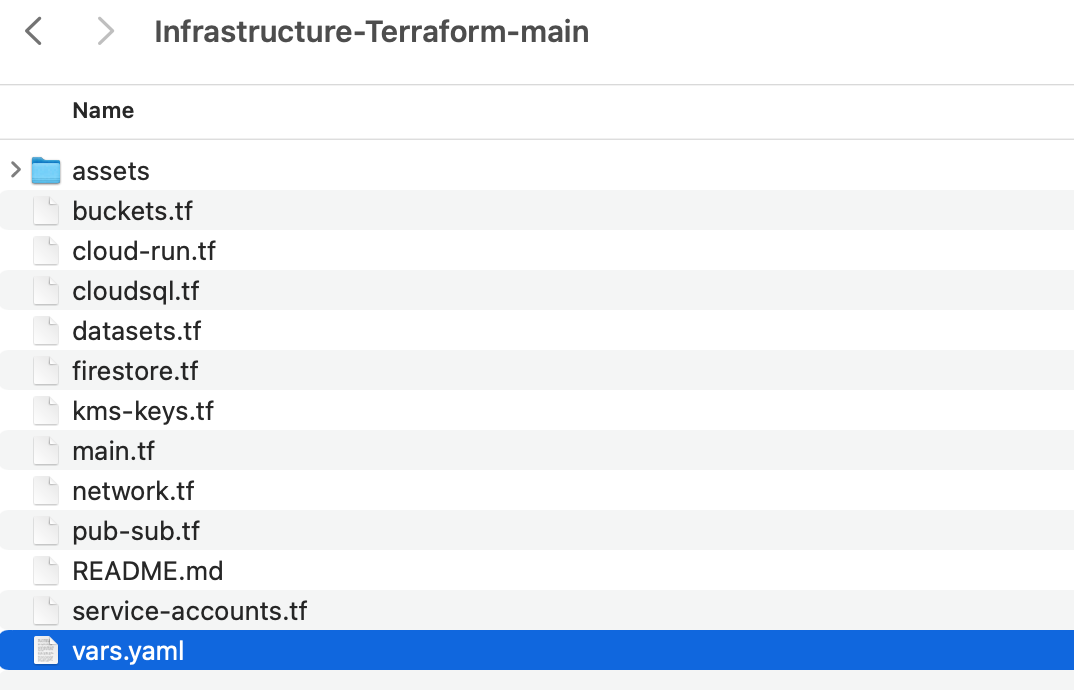 Infrastructure-Terraform-main
Name
assets
buckets.tf
cloud-run.tf
cloudsql.tf
datasets.tf
firestore.tf
kms-keys.tf
main.tf
network.tf
pub-sub.tf
README.md
service-accounts.tf
vars.yaml